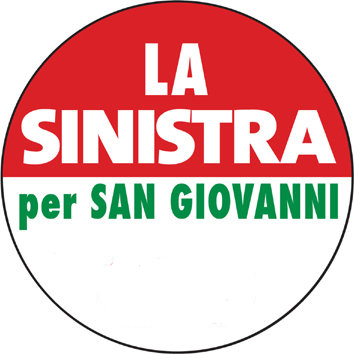 LA
SINISTRA
per SAN GIOVANNI